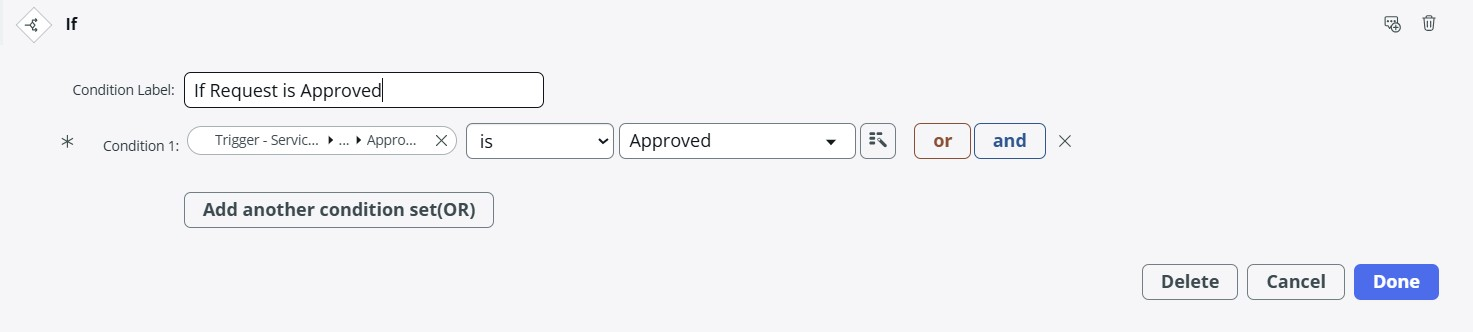 If
Condition Label: If Request is Approved
* Condition 1: Trigger - Servic... ... Appro... is Approved or and
Add another condition set(OR)
Delete Cancel Done